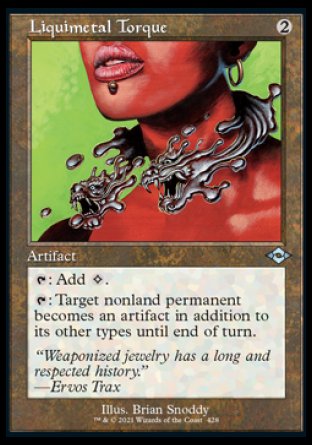 Liquimetal Torque 2
Artifact
: Add .
: Target nonland permanent
becomes an artifact in addition to
its other types until end of turn.
“Weaponized jewelry has a long and
respected history.”
—Ervos Trax
Illus. Brian Snoddy
™ & © 2021 Wizards of the Coast 428